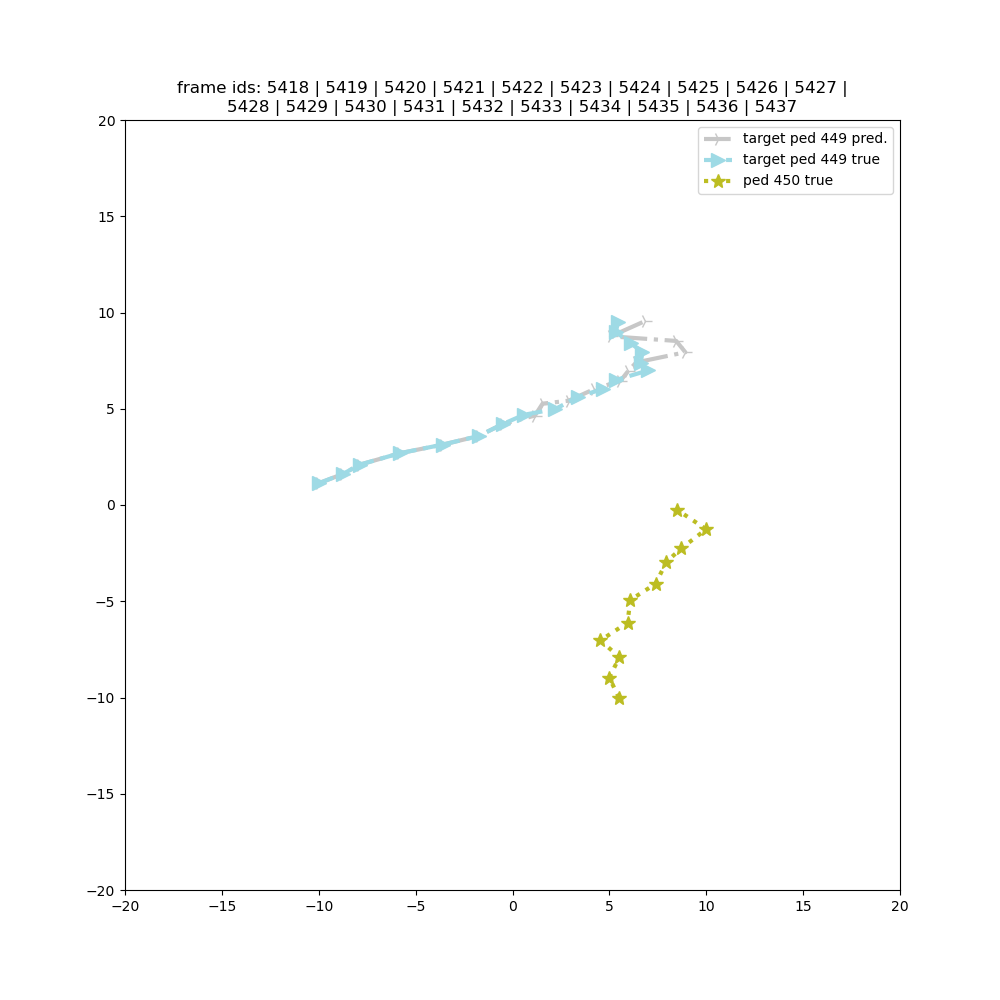 frame ids: 5418 | 5419 | 5420 | 5421 | 5422 | 5423 | 5424 | 5425 | 5426 | 5427 |
5428 | 5429 | 5430 | 5431 | 5432 | 5433 | 5434 | 5435 | 5436 | 5437
target ped 449 pred.
target ped 449 true
ped 450 true
20
15
10
5
0
−5
−10
−15
−20
−20 −15 −10 −5 0 5 10 15 20